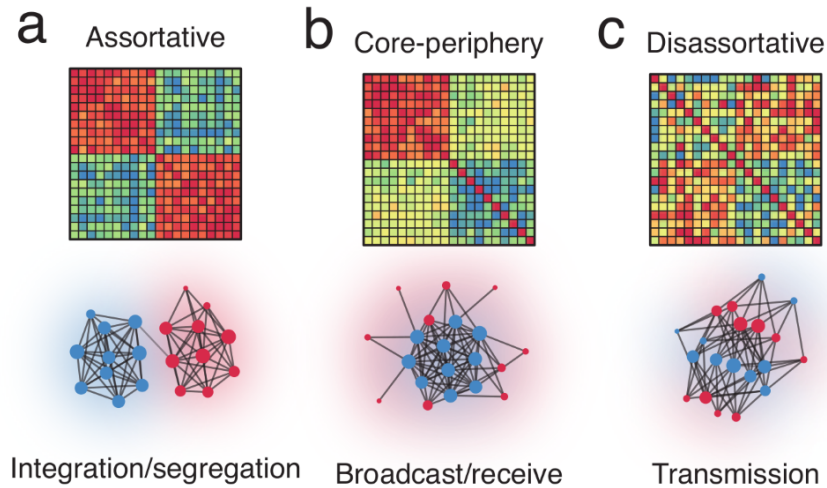 a
Assortative
b
Core-periphery
c
Disassortative
Integration/segregation
Broadcast/receive
Transmission